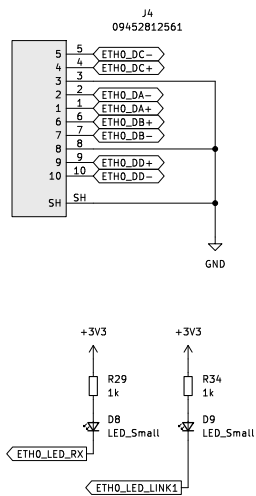 J4
09452812561
5 5 ETH0_DC-
4 4 ETH0_DC+
3 3
2 2 ETH0_DA-
1 1 ETH0_DA+
6 6 ETH0_DB+
7 7 ETH0_DB-
8 8
9 9 ETH0_DD+
10 10 ETH0_DD-
SH SH
GND
+3V3 +3V3
R29 R34
1k 1k
D8 D9
LED_Small LED_Small
ETH0_LED_RX
ETH0_LED_LINK1